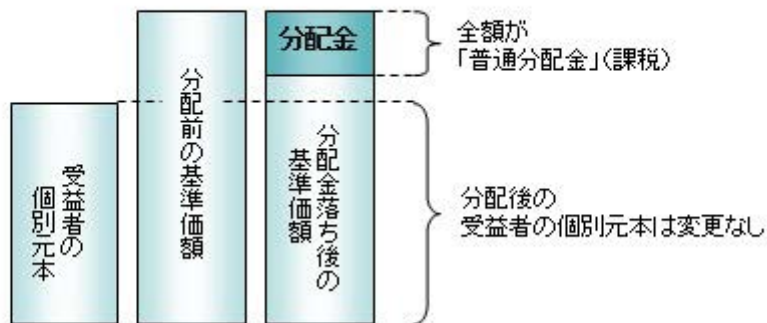 受益者の
個別元本
分配前の基準価額
分配金
分配金落ち後の
基準価額
全額が
「普通分配金」(課税)
分配後の
受益者の個別元本は変更なし